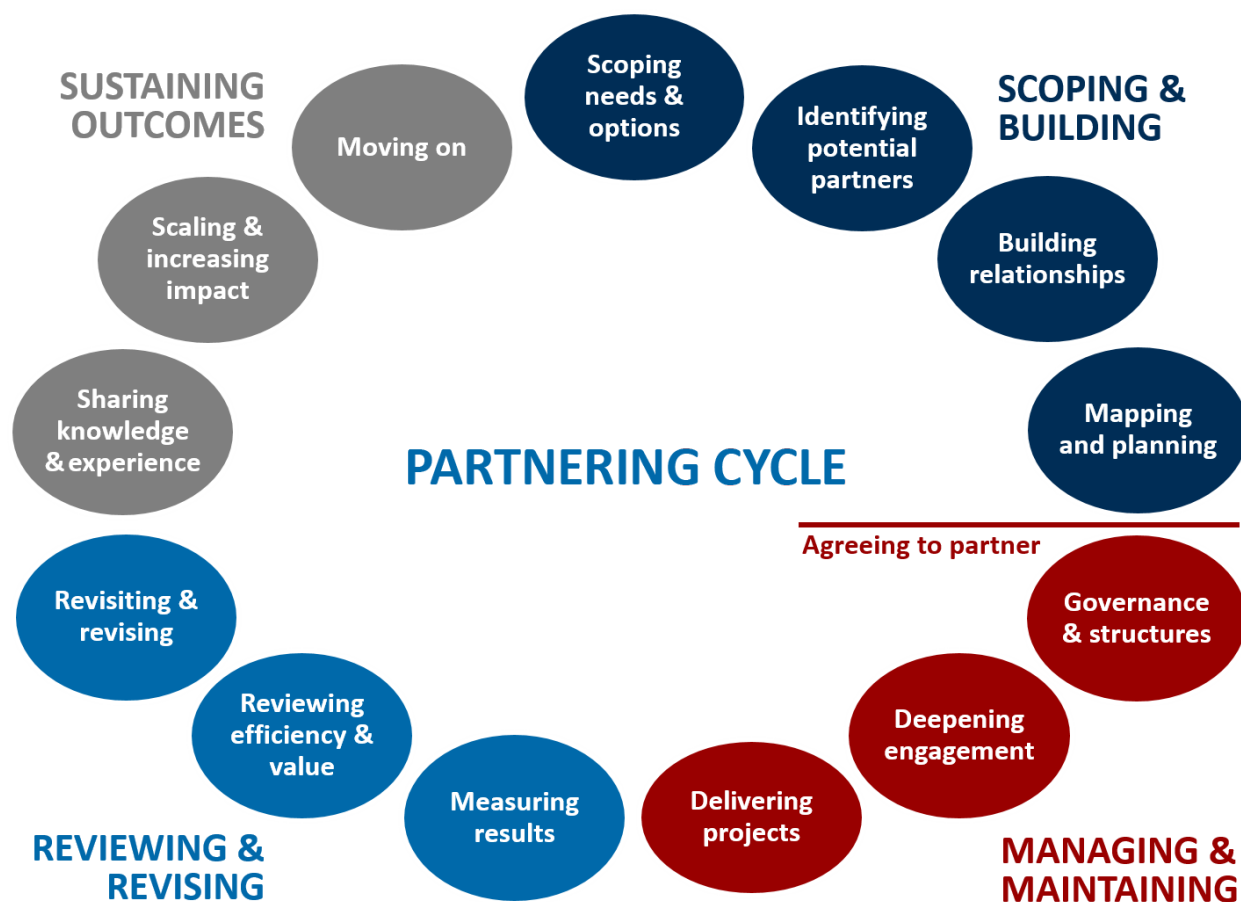 SUSTAINING
OUTCOMES
Moving on
Scoping
needs &
options
Identifying
potential
partners
SCOPING &
BUILDING
Scaling &
increasing
impact
Building
relationships
Sharing
knowledge
& experience
Mapping
and planning
PARTNERING CYCLE
Agreeing to partner
Revisiting &
revising
Governance
& structures
Reviewing
efficiency &
value
Deepening
engagement
Measuring
results
Delivering
projects
REVIEWING &
REVISING
MANAGING &
MAINTAINING